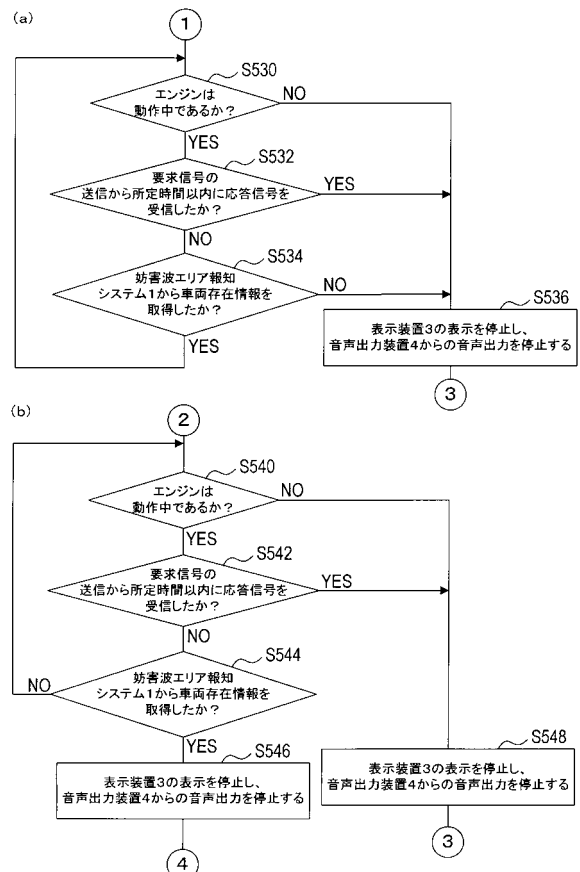 (a)
1
S530
エンジンは
動作中であるか？
NO
YES
S532
要求信号の
送信から所定時間以内に応答信号を
受信したか？
YES
NO
S534
妨害波エリア報知
システム1から車両存在情報を
取得したか？
NO
YES
S536
表示装置3の表示を停止し、
音声出力装置4からの音声出力を停止する
3
(b)
2
S540
エンジンは
動作中であるか？
NO
YES
S542
要求信号の
送信から所定時間以内に応答信号を
受信したか？
YES
NO
S544
妨害波エリア報知
システム1から車両存在情報を
取得したか？
NO
YES
S546
表示装置3の表示を停止し、
音声出力装置4からの音声出力を停止する
4
S548
表示装置3の表示を停止し、
音声出力装置4からの音声出力を停止する
3